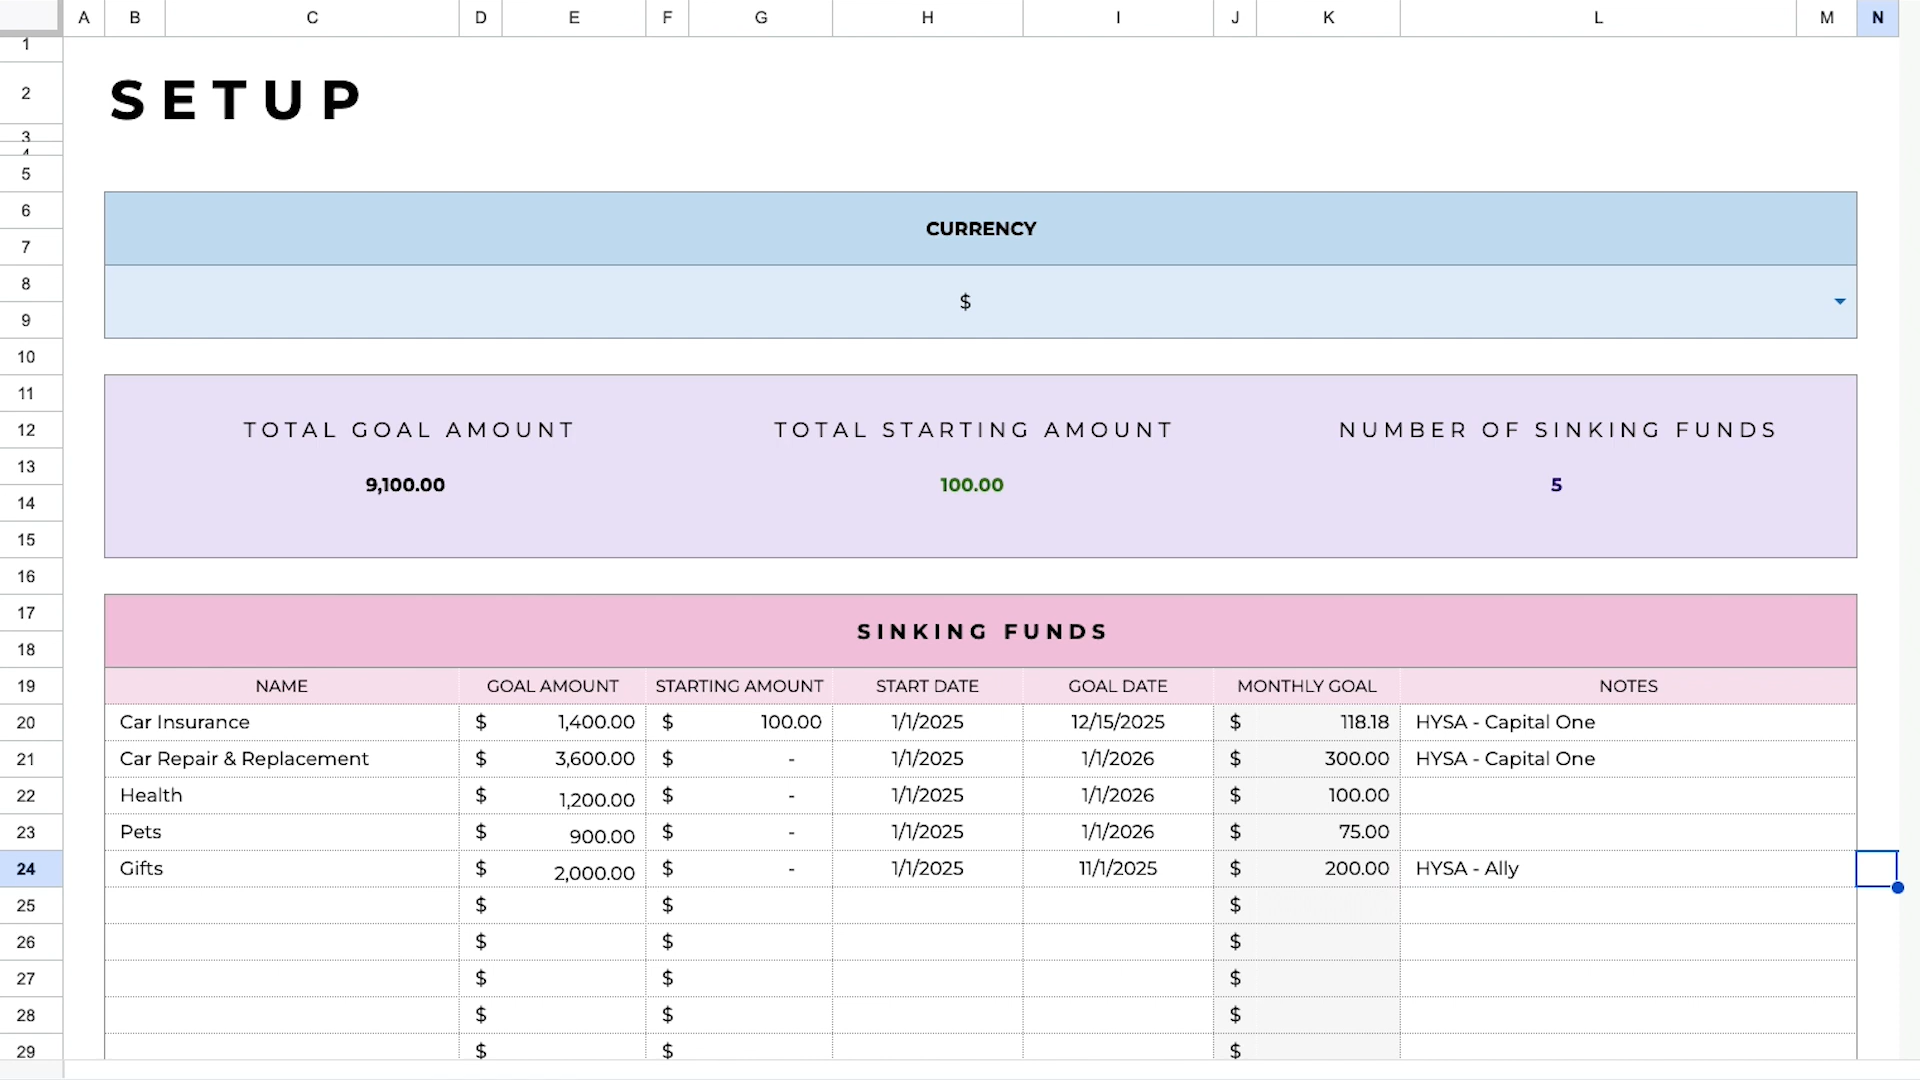 A B C D E F G H I J K L M N
1
2 SETUP
3
4
5
6
CURRENCY
7
8
$
9
10
11
12 TOTAL GOAL AMOUNT TOTAL STARTING AMOUNT NUMBER OF SINKING FUNDS
13
9,100.00 100.00 5
14
15
16
17
SINKING FUNDS
18
19 NAME GOAL AMOUNT STARTING AMOUNT START DATE GOAL DATE MONTHLY GOAL NOTES
20 Car Insurance $ 1,400.00 $ 100.00 1/1/2025 12/15/2025 $ 118.18 HYSA - Capital One
21 Car Repair & Replacement $ 3,600.00 $ - 1/1/2025 1/1/2026 $ 300.00 HYSA - Capital One
22 Health $ 1,200.00 $ - 1/1/2025 1/1/2026 $ 100.00
23 Pets $ 900.00 $ - 1/1/2025 1/1/2026 $ 75.00
24 Gifts $ 2,000.00 $ - 1/1/2025 11/1/2025 $ 200.00 HYSA - Ally
25 $ $ $
26 $ $ $
27 $ $ $
28 $ $ $
29 $ $ $